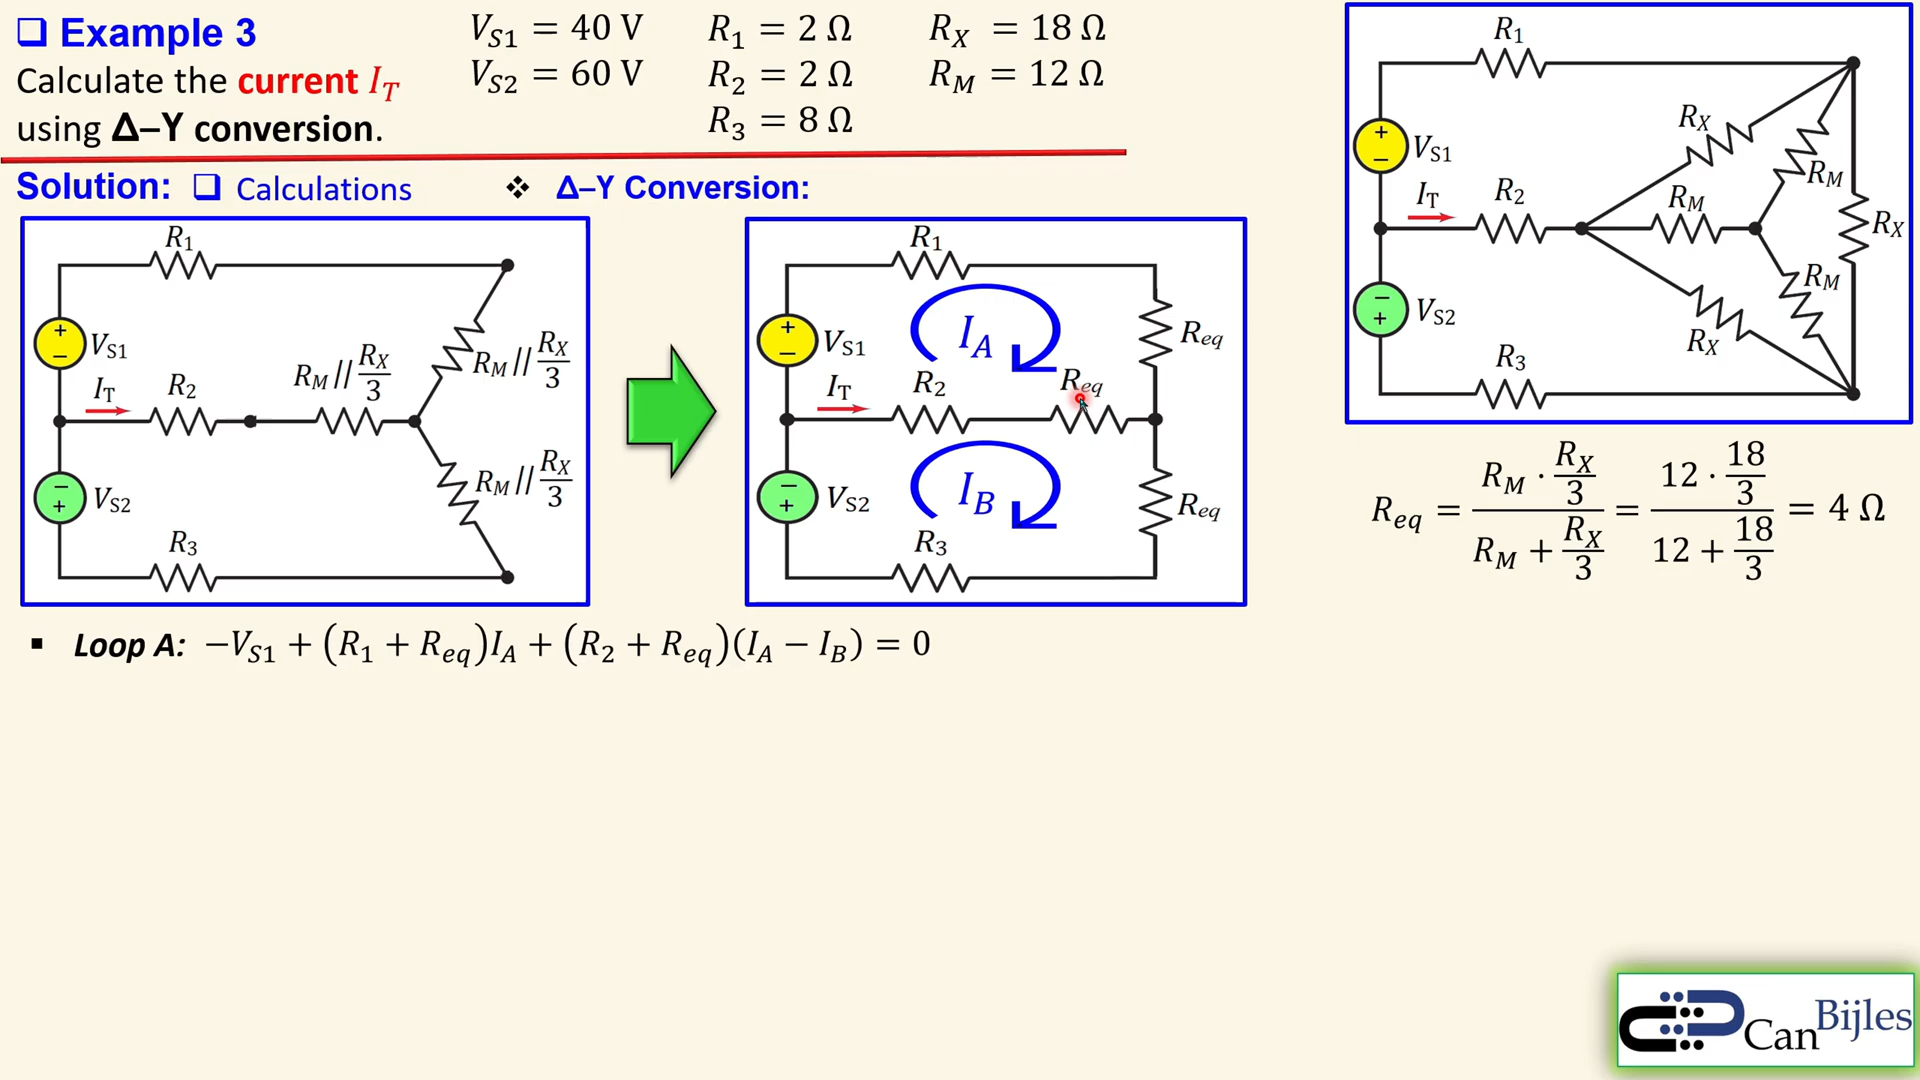 ❑ Example 3
Calculate the current I_T
using Δ–Y conversion.
V_S1 = 40 V
V_S2 = 60 V
R_1 = 2 Ω
R_2 = 2 Ω
R_3 = 8 Ω
R_X = 18 Ω
R_M = 12 Ω
Solution: ❑ Calculations ❖ Δ–Y Conversion:
R_1
+
−
V_S1
I_T
R_2
R_M // R_X/3
R_M // R_X/3
R_M // R_X/3
−
+
V_S2
R_3
R_1
+
−
V_S1
I_A
R_eq
I_T
R_2
R_eq
−
+
V_S2
I_B
R_eq
R_3
R_1
R_X
+
−
V_S1
R_M
I_T
R_2
R_M
R_X
R_M
−
+
V_S2
R_X
R_3
R_eq = (R_M · R_X/3)/(R_M + R_X/3) = (12 · 18/3)/(12 + 18/3) = 4 Ω
▪ Loop A: −V_S1 + (R_1 + R_eq)I_A + (R_2 + R_eq)(I_A − I_B) = 0
Can Bijles